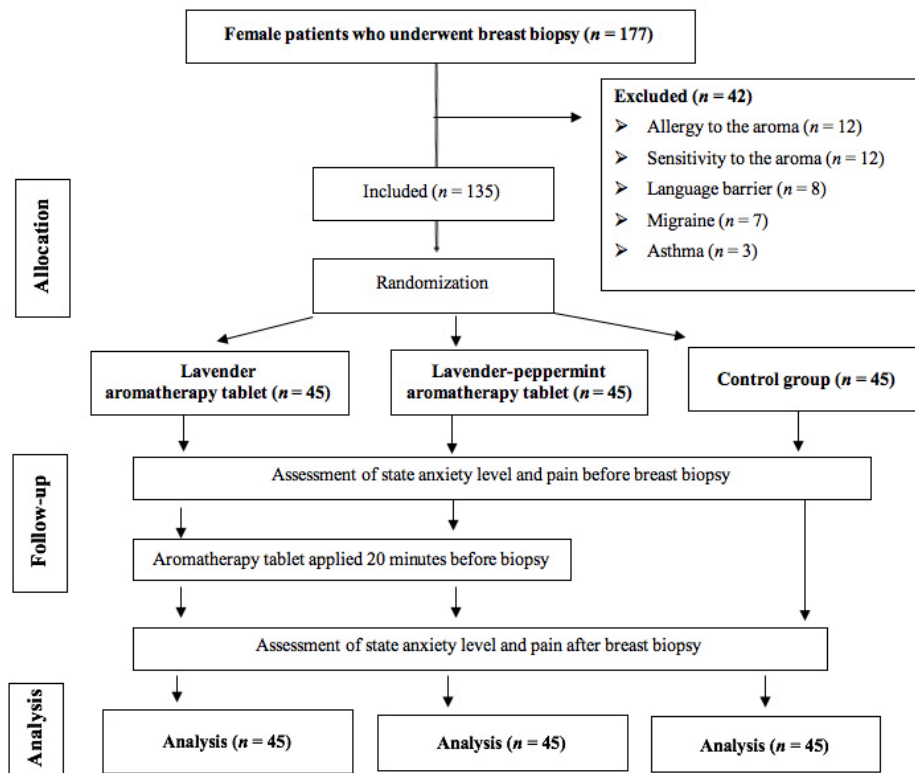 Female patients who underwent breast biopsy (n = 177)
Excluded (n = 42)
➢ Allergy to the aroma (n = 12)
➢ Sensitivity to the aroma (n = 12)
➢ Language barrier (n = 8)
➢ Migraine (n = 7)
➢ Asthma (n = 3)
Allocation
Included (n = 135)
Randomization
Lavender
aromatherapy tablet (n = 45)
Lavender-peppermint
aromatherapy tablet (n = 45)
Control group (n = 45)
Follow-up
Assessment of state anxiety level and pain before breast biopsy
Aromatherapy tablet applied 20 minutes before biopsy
Assessment of state anxiety level and pain after breast biopsy
Analysis
Analysis (n = 45)
Analysis (n = 45)
Analysis (n = 45)